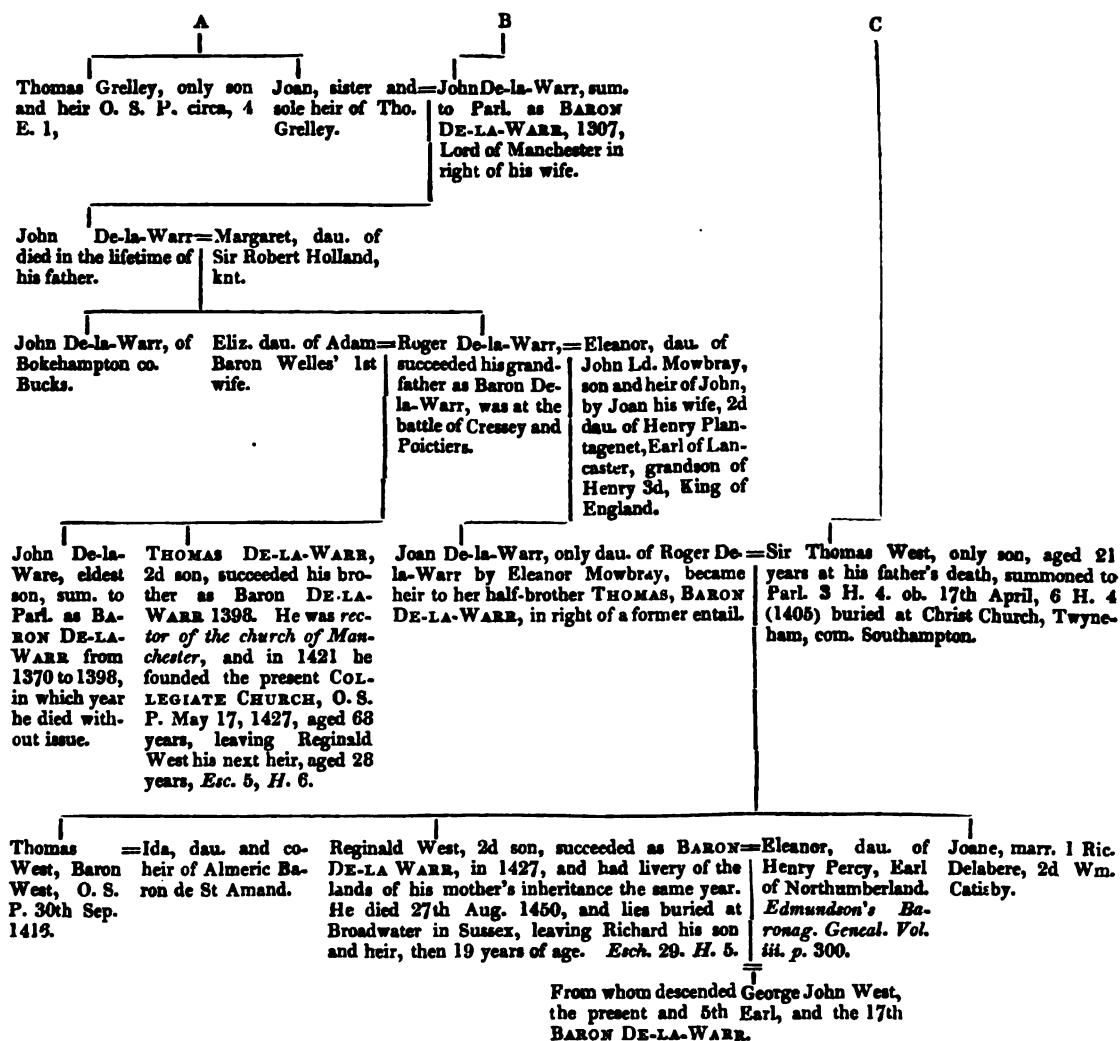 A
B
C
Thomas Grelley, only son
and heir O. S. P. circa, 4
E. 1,
Joan, sister and
sole heir of Tho.
Grelley.
=John De-la-Warr, sum.
to Parl. as BARON
DE-LA-WARR, 1307,
Lord of Manchester in
right of his wife.
John De-la-Warr
died in the lifetime of
his father.
=Margaret, dau. of
Sir Robert Holland,
knt.
John De-la-Warr, of
Bokehampton co.
Bucks.
Eliz. dau. of Adam
Baron Welles' 1st
wife.
=Roger De-la-Warr,
succeeded his grand-
father as Baron De-
la-Warr, was at the
battle of Cressey and
Poictiers.
=Eleanor, dau. of
John Ld. Mowbray,
son and heir of John,
by Joan his wife, 2d
dau. of Henry Plan-
tagenet, Earl of Lan-
caster, grandson of
Henry 3d, King of
England.
John De-la-
Ware, eldest
son, sum. to
Parl. as BA-
RON DE-LA-
WARR from
1370 to 1398,
in which year
he died with-
out issue.
THOMAS DE-LA-WARR,
2d son, succeeded his bro-
ther as Baron DE-LA-
WARR 1398. He was rec-
tor of the church of Man-
chester, and in 1421 he
founded the present COL-
LEGIATE CHURCH, O. S.
P. May 17, 1427, aged 68
years, leaving Reginald
West his next heir, aged 28
years, Esc. 5, H. 6.
Joan De-la-Warr, only dau. of Roger De-
la-Warr by Eleanor Mowbray, became
heir to her half-brother THOMAS, BARON
DE-LA-WARR, in right of a former entail.
=Sir Thomas West, only son, aged 21
years at his father's death, summoned to
Parl. 3 H. 4. ob. 17th April, 6 H. 4
(1405) buried at Christ Church, Twyne-
ham, com. Southampton.
Thomas
West, Baron
West, O. S.
P. 30th Sep.
1415.
=Ida, dau. and co-
heir of Almeric Ba-
ron de St Amand.
Reginald West, 2d son, succeeded as BARON
DE-LA WARR, in 1427, and had livery of the
lands of his mother's inheritance the same year.
He died 27th Aug. 1450, and lies buried at
Broadwater in Sussex, leaving Richard his son
and heir, then 19 years of age. Esch. 29. H. 5.
=Eleanor, dau. of
Henry Percy, Earl
of Northumberland.
Edmundson's Ba-
ronag. Geneal. Vol.
iii. p. 300.
Joane, marr. 1 Ric.
Delabere, 2d Wm.
Catisby.
From whom descended George John West,
the present and 5th Earl, and the 17th
BARON DE-LA-WARR.